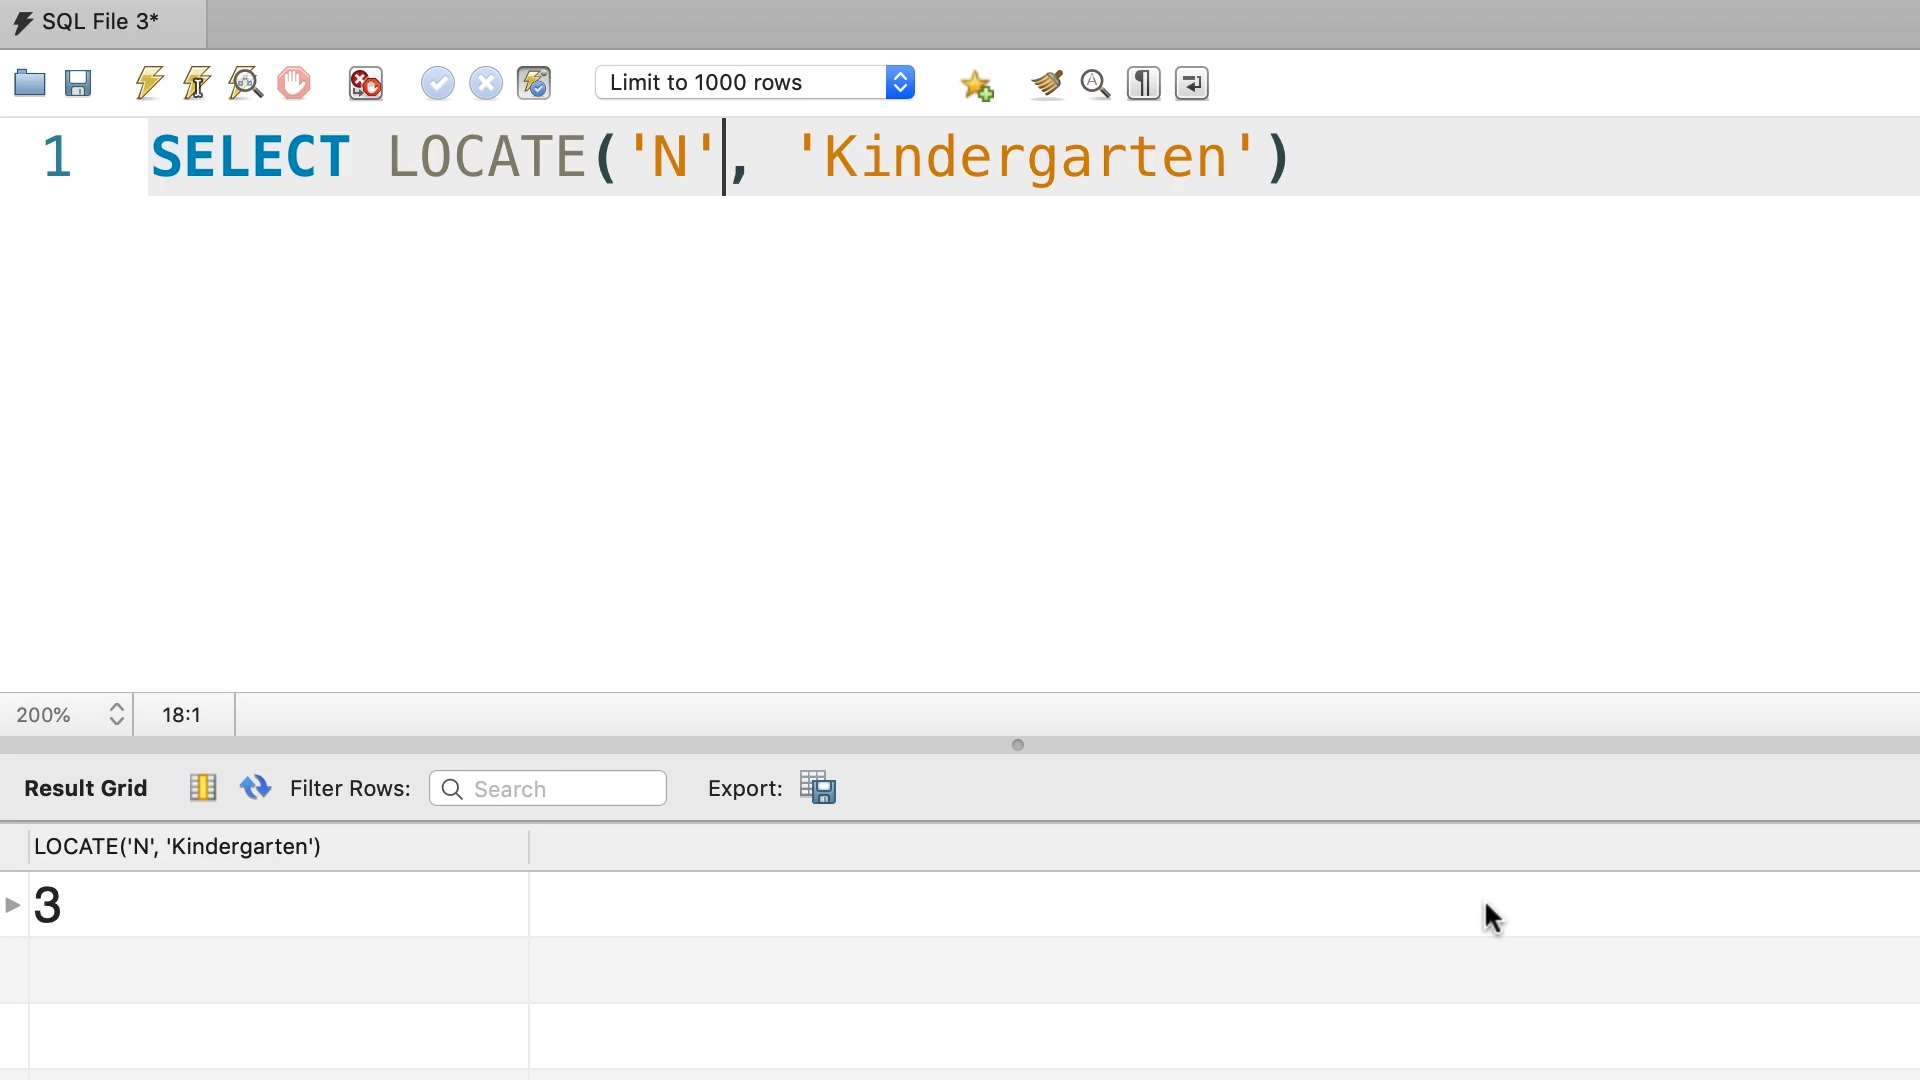 SQL File 3*
Limit to 1000 rows
1 SELECT LOCATE('N', 'Kindergarten')
200% 18:1
Result Grid Filter Rows: Search Export:
LOCATE('N', 'Kindergarten')
3